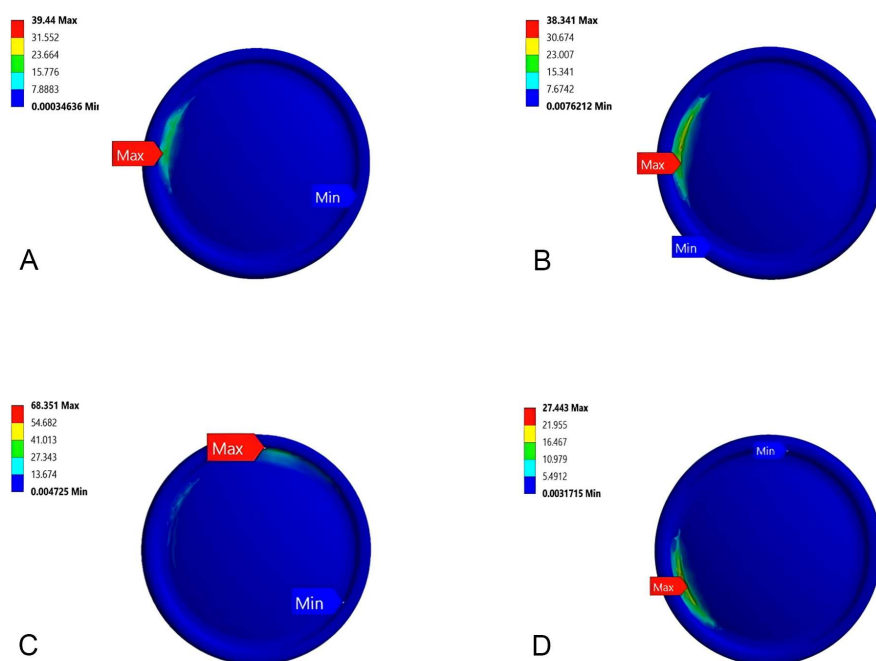 39.44 Max
31.552
23.664
15.776
7.8883
0.00034636 Min
Max
Min
A
38.341 Max
30.674
23.007
15.341
7.6742
0.0076212 Min
Max
Min
B
68.351 Max
54.682
41.013
27.343
13.674
0.004725 Min
Max
Min
C
27.443 Max
21.955
16.467
10.979
5.4912
0.0031715 Min
Min
Max
D